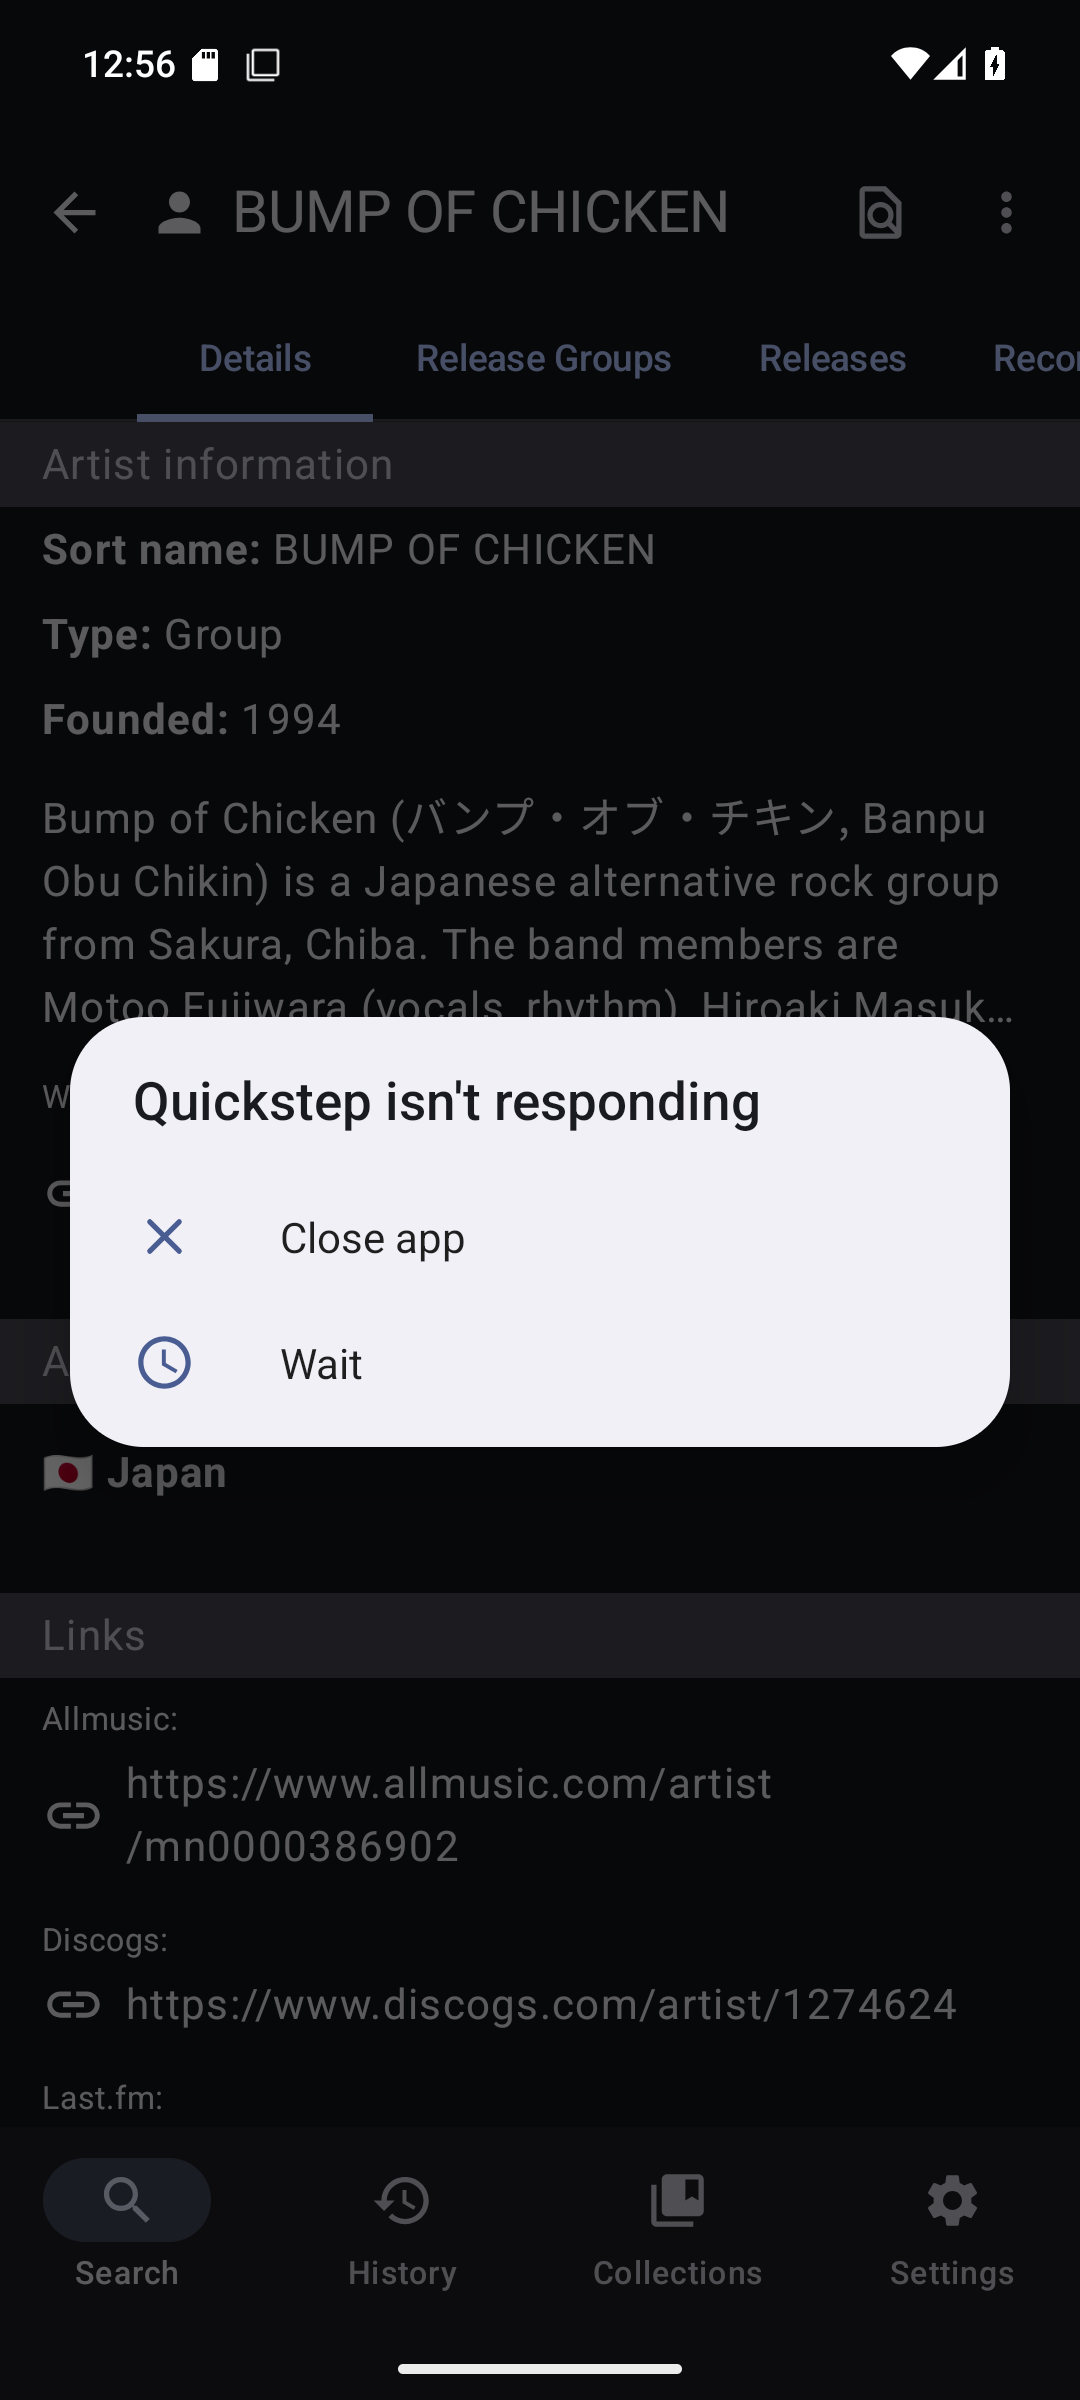 12:56
BUMP OF CHICKEN
Details Release Groups Releases Recor
Artist information
Sort name: BUMP OF CHICKEN
Type: Group
Founded: 1994
Bump of Chicken (バンプ・オブ・チキン, Banpu
Obu Chikin) is a Japanese alternative rock group
from Sakura, Chiba. The band members are
Motoo Fujiwara (vocals, rhythm), Hiroaki Masuk…
W
Quickstep isn't responding
Close app
Wait
A
🇯🇵 Japan
Links
Allmusic:
https://www.allmusic.com/artist
/mn0000386902
Discogs:
https://www.discogs.com/artist/1274624
Last.fm:
Search History Collections Settings